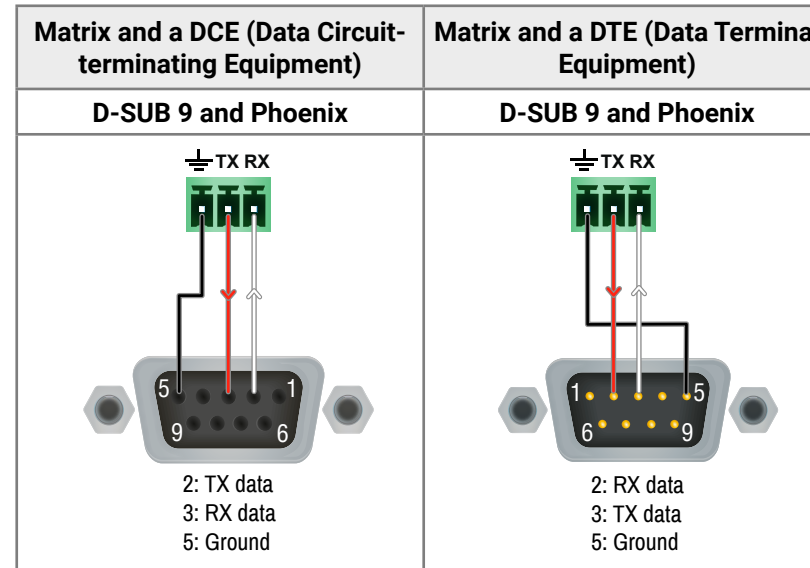 Matrix and a DCE (Data Circuit-
terminating Equipment)
Matrix and a DTE (Data Termina
Equipment)
D-SUB 9 and Phoenix
D-SUB 9 and Phoenix
TX RX
5 1
9 6
2: TX data
3: RX data
5: Ground
TX RX
1 5
6 9
2: RX data
3: TX data
5: Ground